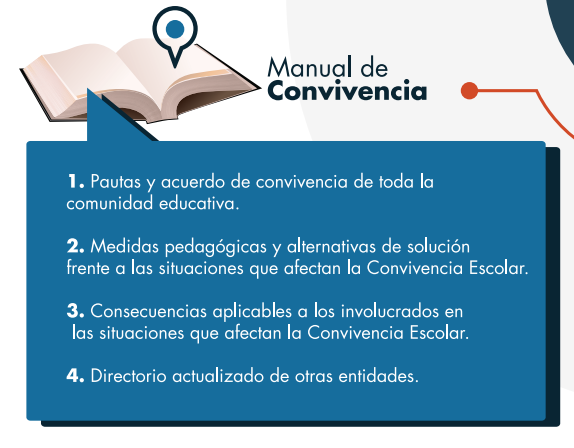 Manual de
Convivencia
1. Pautas y acuerdo de convivencia de toda la
comunidad educativa.
2. Medidas pedagógicas y alternativas de solución
frente a las situaciones que afectan la Convivencia Escolar.
3. Consecuencias aplicables a los involucrados en
las situaciones que afectan la Convivencia Escolar.
4. Directorio actualizado de otras entidades.